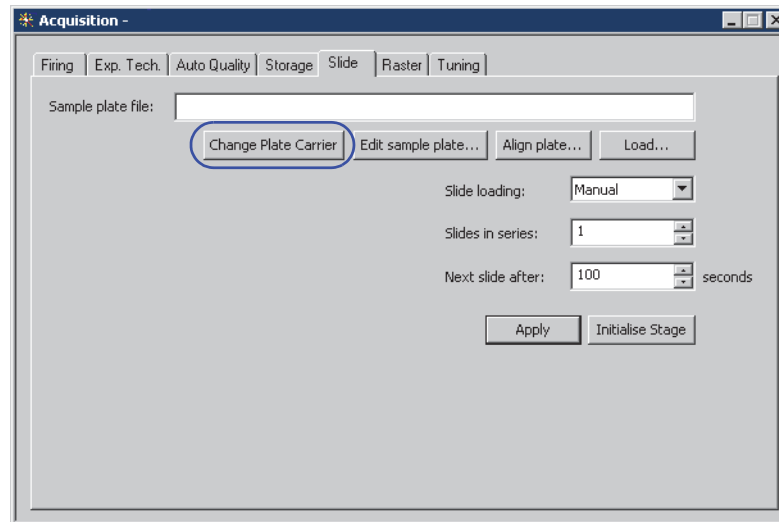 Acquisition -
Firing Exp. Tech. Auto Quality Storage Slide Raster Tuning
Sample plate file:
Change Plate Carrier Edit sample plate... Align plate... Load...
Slide loading: Manual
Slides in series: 1
Next slide after: 100 seconds
Apply Initialise Stage